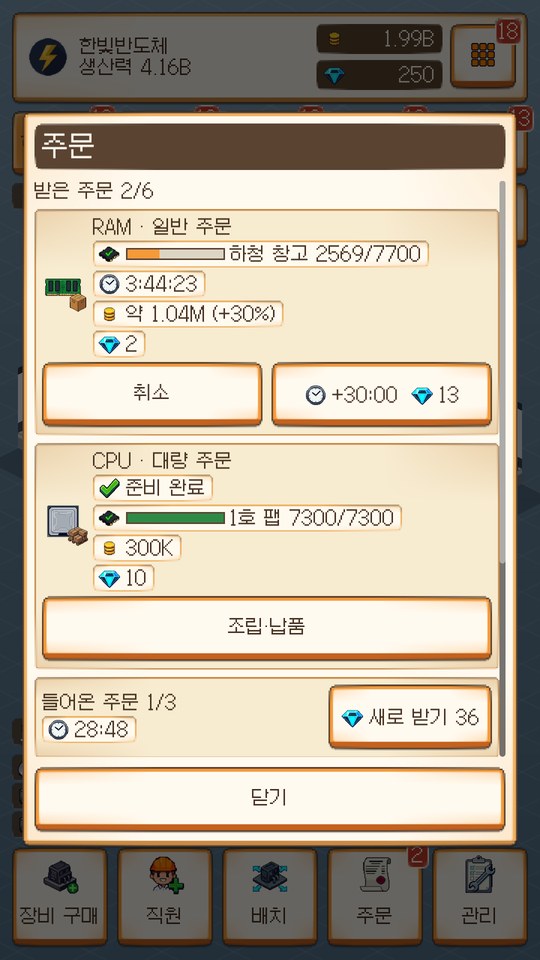 한빛반도체
생산력 4.16B
1.99B
250
18
13
주문
받은 주문 2/6
RAM · 일반 주문
하청 창고 2569/7700
3:44:23
약 1.04M (+30%)
2
취소
+30:00 13
CPU · 대량 주문
준비 완료
1호 팹 7300/7300
300K
10
조립·납품
들어온 주문 1/3
28:48
새로 받기 36
닫기
2
장비 구매
직원
배치
주문
관리